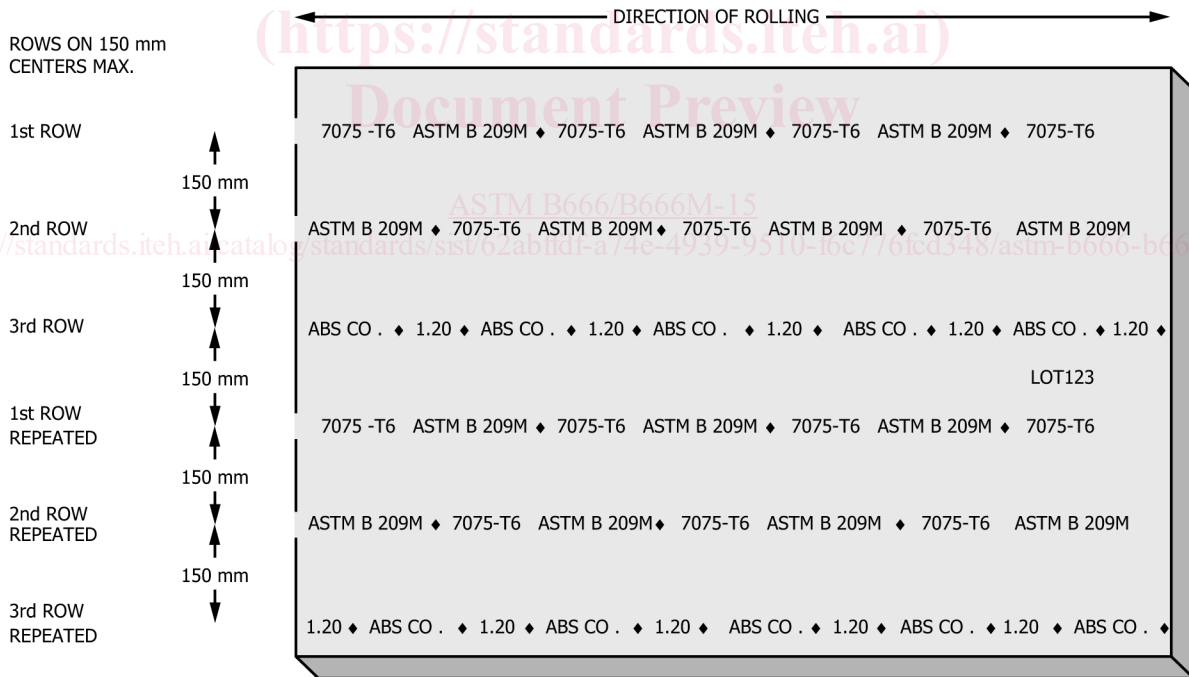 (https://standards.iteh.ai)
DIRECTION OF ROLLING
ROWS ON 150 mm
CENTERS MAX.
Document Preview
1st ROW
7075 -T6 ASTM B 209M ♦ 7075-T6 ASTM B 209M ♦ 7075-T6 ASTM B 209M ♦ 7075-T6
150 mm
ASTM B666/B666M-15
2nd ROW
ASTM B 209M ♦ 7075-T6 ASTM B 209M ♦ 7075-T6 ASTM B 209M ♦ 7075-T6 ASTM B 209M
150 mm
3rd ROW
ABS CO . ♦ 1.20 ♦ ABS CO . ♦ 1.20 ♦ ABS CO . ♦ 1.20 ♦ ABS CO . ♦ 1.20 ♦ ABS CO . ♦ 1.20 ♦
150 mm
LOT123
1st ROW
REPEATED
7075 -T6 ASTM B 209M ♦ 7075-T6 ASTM B 209M ♦ 7075-T6 ASTM B 209M ♦ 7075-T6
150 mm
2nd ROW
REPEATED
ASTM B 209M ♦ 7075-T6 ASTM B 209M ♦ 7075-T6 ASTM B 209M ♦ 7075-T6 ASTM B 209M
150 mm
3rd ROW
REPEATED
1.20 ♦ ABS CO . ♦ 1.20 ♦ ABS CO . ♦ 1.20 ♦ ABS CO . ♦ 1.20 ♦ ABS CO . ♦ 1.20 ♦ ABS CO . ♦